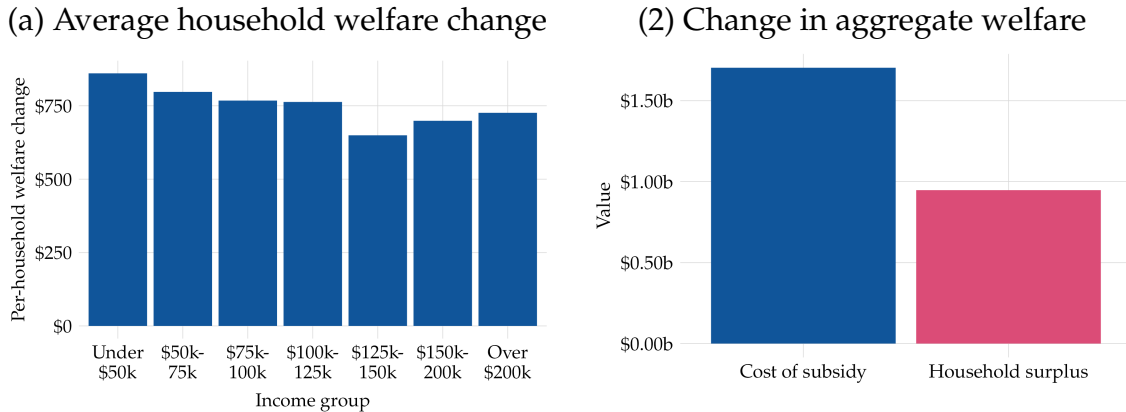 (a) Average household welfare change
Per-household welfare change
$750
$500
$250
$0
Under
$50k
$50k-
75k
$75k-
100k
$100k-
125k
$125k-
150k
$150k-
200k
Over
$200k
Income group
(2) Change in aggregate welfare
Value
$1.50b
$1.00b
$0.50b
$0.00b
Cost of subsidy
Household surplus